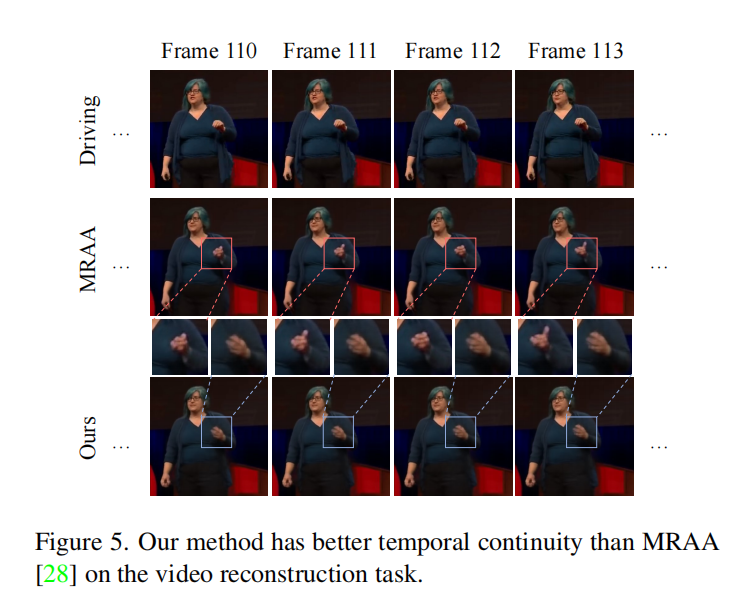 Frame 110 Frame 111 Frame 112 Frame 113
Driving ... ...
MRAA ... ...
Ours ... ...
Figure 5. Our method has better temporal continuity than MRAA
[28] on the video reconstruction task.